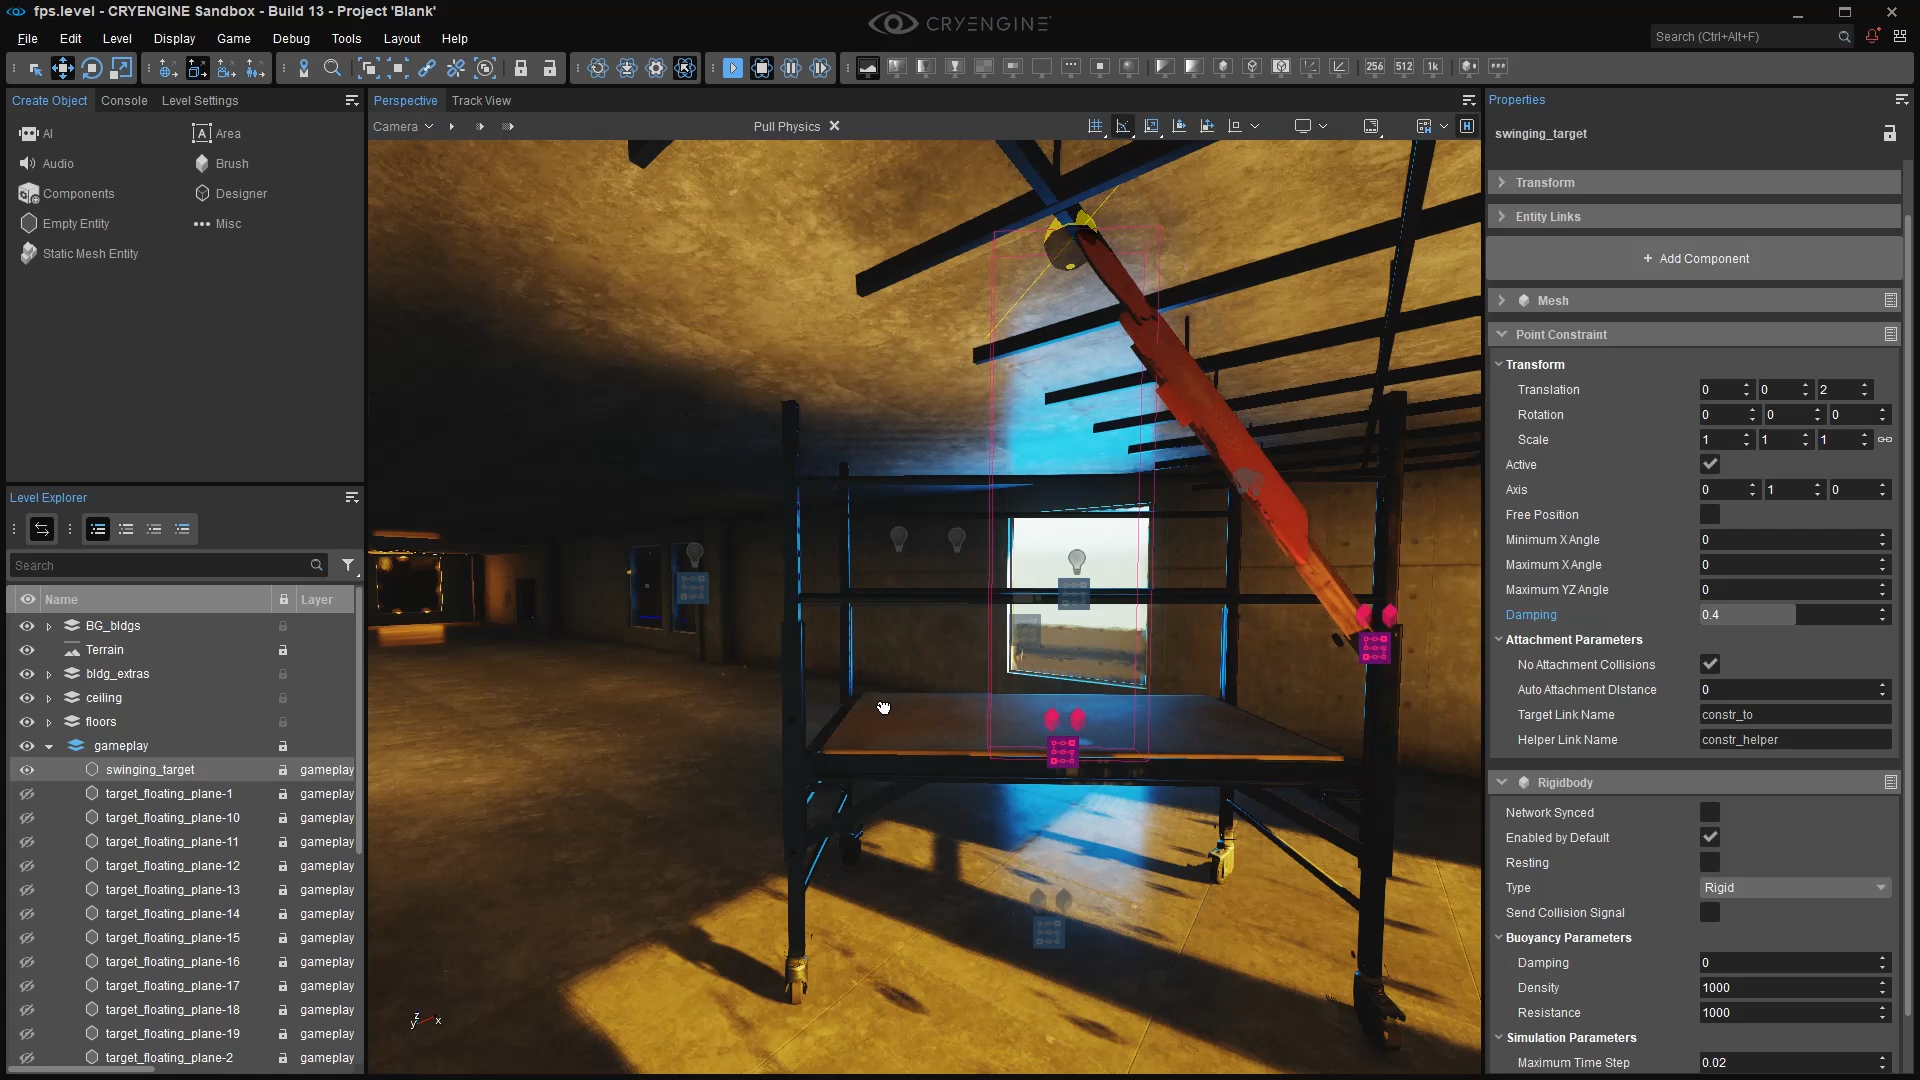 fps.level - CRYENGINE Sandbox - Build 13 - Project 'Blank'
CRYENGINE
File Edit Level Display Game Debug Tools Layout Help
Search (Ctrl+Alt+F)
256 512 1k
Create Object Console Level Settings
AI Area
Audio Brush
Components Designer
Empty Entity Misc
Static Mesh Entity
Level Explorer
Search
Name Layer
BG_bldgs
Terrain
bldg_extras
ceiling
floors
gameplay
swinging_target gameplay
target_floating_plane-1 gameplay
target_floating_plane-10 gameplay
target_floating_plane-11 gameplay
target_floating_plane-12 gameplay
target_floating_plane-13 gameplay
target_floating_plane-14 gameplay
target_floating_plane-15 gameplay
target_floating_plane-16 gameplay
target_floating_plane-17 gameplay
target_floating_plane-18 gameplay
target_floating_plane-19 gameplay
target_floating_plane-2 gameplay
Perspective Track View
Camera
Pull Physics
H
z
y x
Properties
swinging_target
Transform
Entity Links
+ Add Component
Mesh
Point Constraint
Transform
Translation 0 0 2
Rotation 0 0 0
Scale 1 1 1
Active
Axis 0 1 0
Free Position
Minimum X Angle 0
Maximum X Angle 0
Maximum YZ Angle 0
Damping 0.4
Attachment Parameters
No Attachment Collisions
Auto Attachment DIstance 0
Target Link Name constr_to
Helper Link Name constr_helper
Rigidbody
Network Synced
Enabled by Default
Resting
Type Rigid
Send Collision Signal
Buoyancy Parameters
Damping 0
Density 1000
Resistance 1000
Simulation Parameters
Maximum Time Step 0.02